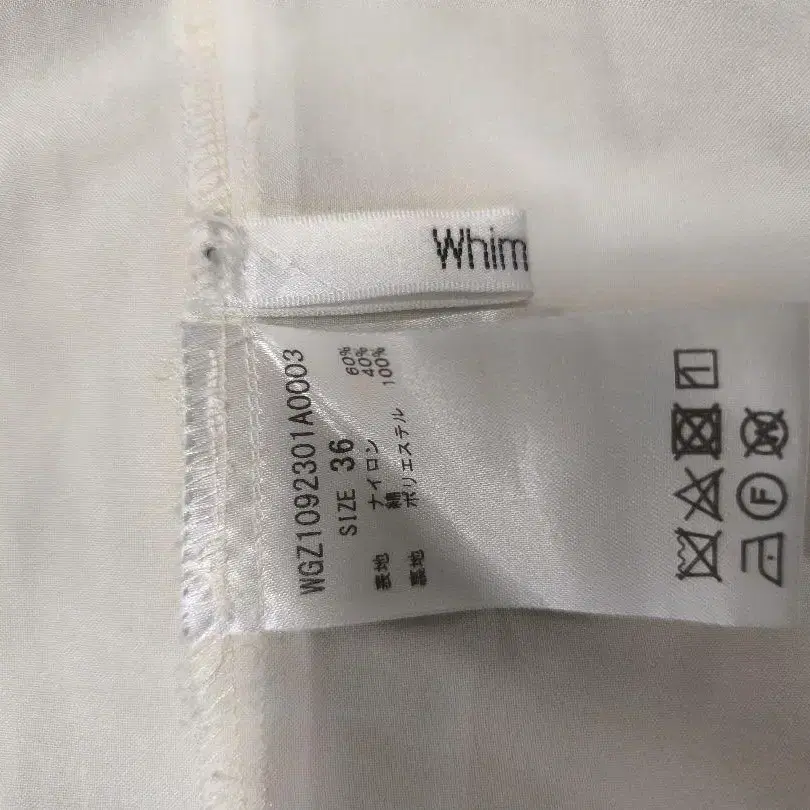 Whim
WGZ1092301A0003
SIZE 36
表地 ナイロン 60%
綿 40%
裏地 ポリエステル 100%
W
F